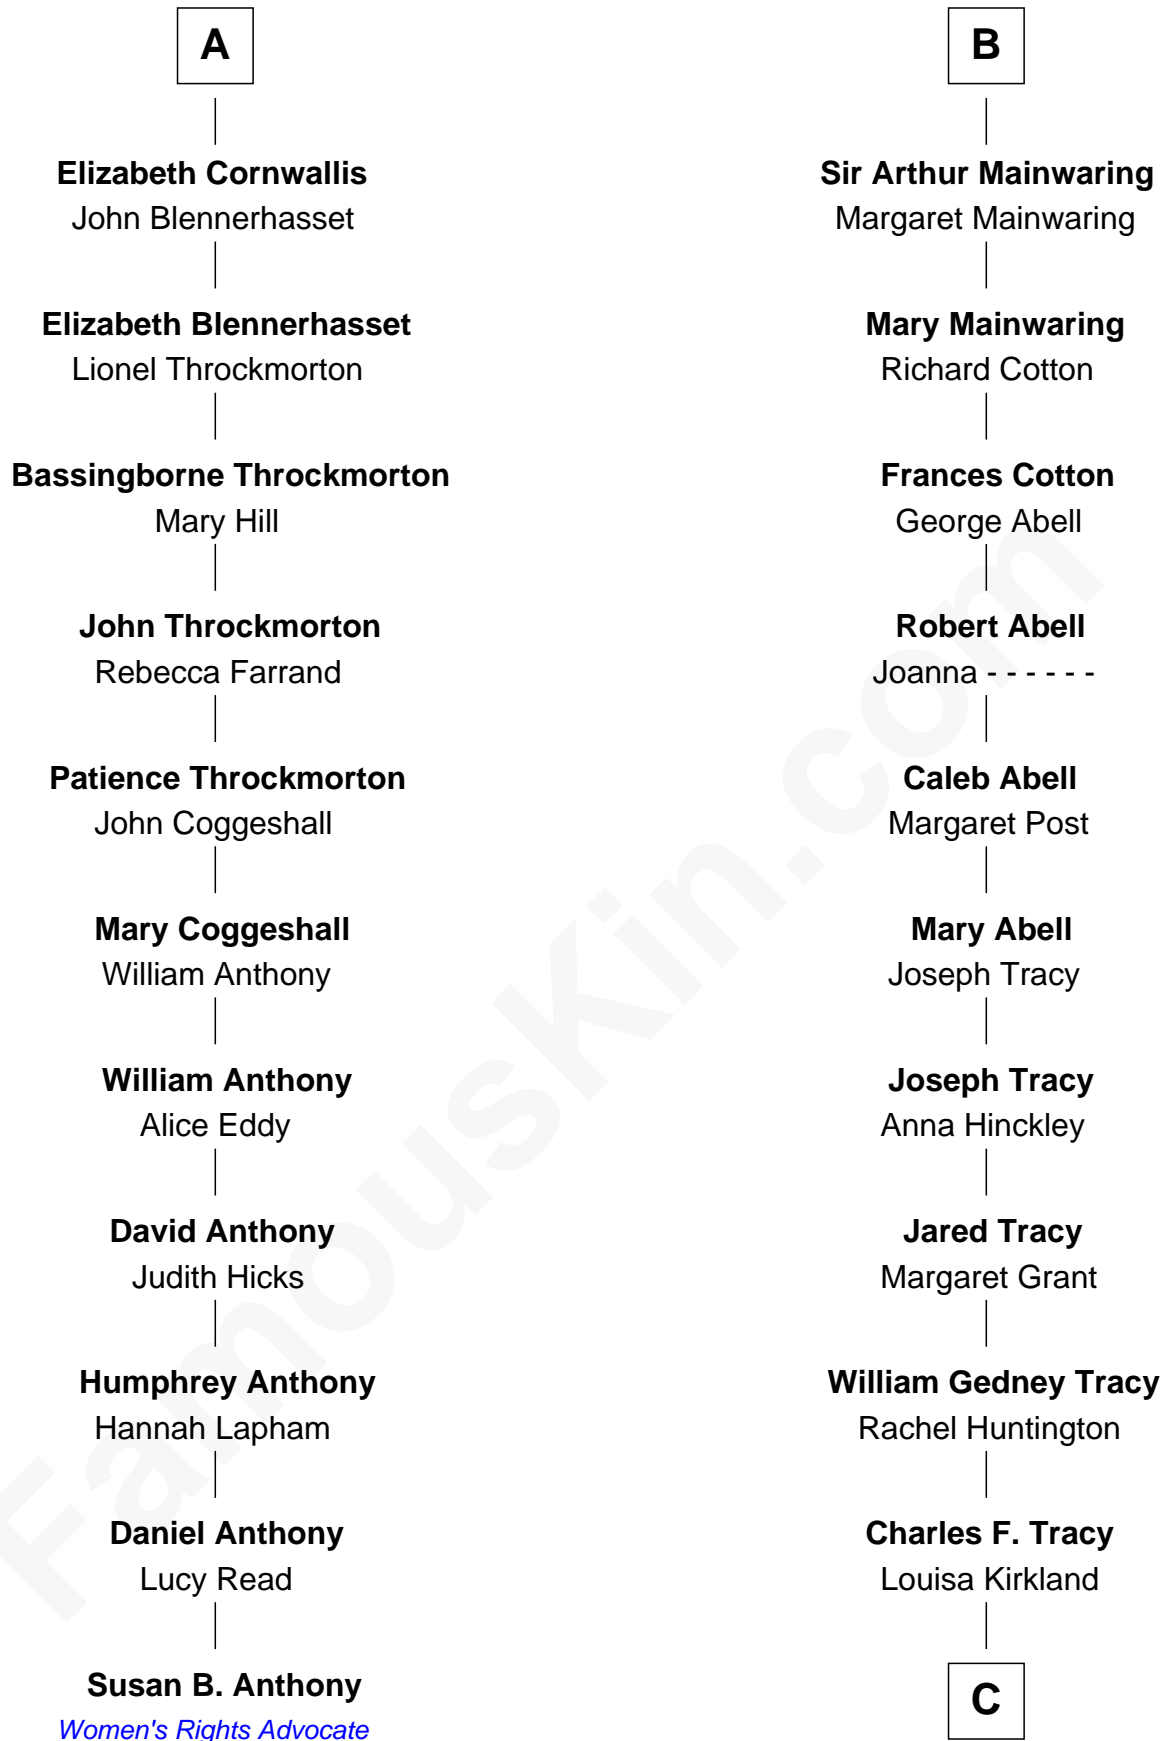 A
Elizabeth Cornwallis
John Blennerhasset
Elizabeth Blennerhasset
Lionel Throckmorton
Bassingborne Throckmorton
Mary Hill
John Throckmorton
Rebecca Farrand
Patience Throckmorton
John Coggeshall
Mary Coggeshall
William Anthony
William Anthony
Alice Eddy
David Anthony
Judith Hicks
Humphrey Anthony
Hannah Lapham
Daniel Anthony
Lucy Read
Susan B. Anthony
Women's Rights Advocate
B
Sir Arthur Mainwaring
Margaret Mainwaring
Mary Mainwaring
Richard Cotton
Frances Cotton
George Abell
Robert Abell
Joanna - - - - - -
Caleb Abell
Margaret Post
Mary Abell
Joseph Tracy
Joseph Tracy
Anna Hinckley
Jared Tracy
Margaret Grant
William Gedney Tracy
Rachel Huntington
Charles F. Tracy
Louisa Kirkland
C
FamousKin.com